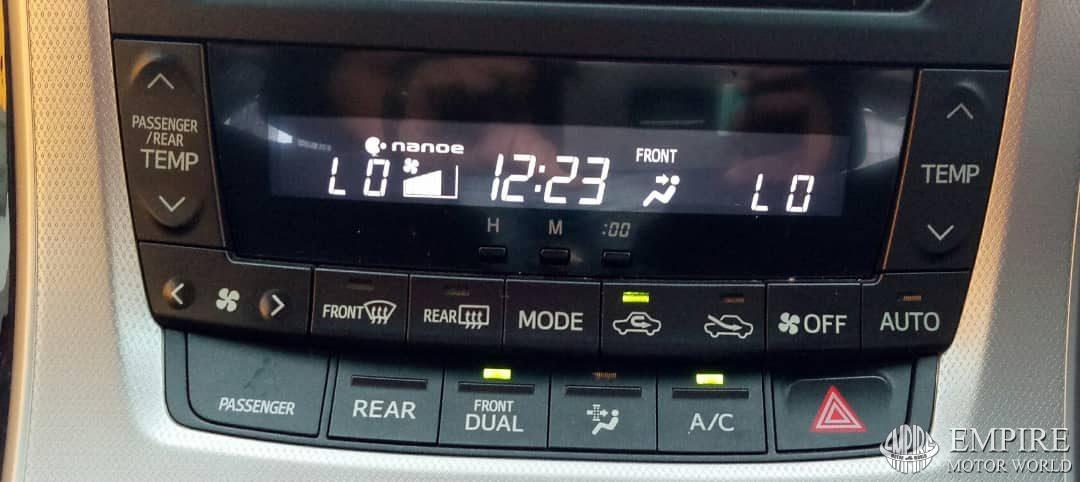 PASSENGER
/REAR
TEMP
nanoe
LO
12:23
FRONT
LO
TEMP
H
M
:00
FRONT
REAR
MODE
OFF
AUTO
PASSENGER
REAR
FRONT
DUAL
A/C
EMPIRE
MOTOR WORLD